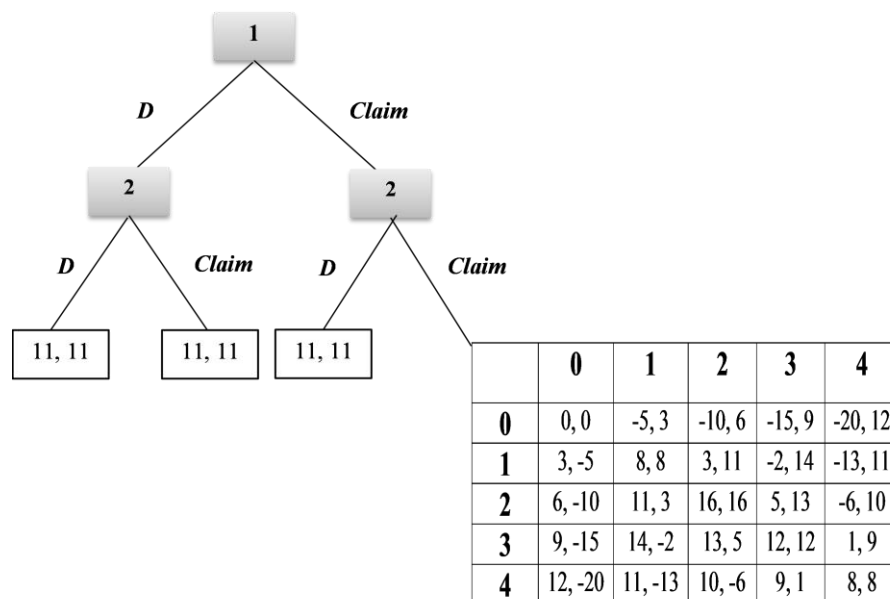 1
D Claim
2 2
D Claim D Claim
11, 11 11, 11 11, 11
0 1 2 3 4
0 0, 0 -5, 3 -10, 6 -15, 9 -20, 12
1 3, -5 8, 8 3, 11 -2, 14 -13, 11
2 6, -10 11, 3 16, 16 5, 13 -6, 10
3 9, -15 14, -2 13, 5 12, 12 1, 9
4 12, -20 11, -13 10, -6 9, 1 8, 8